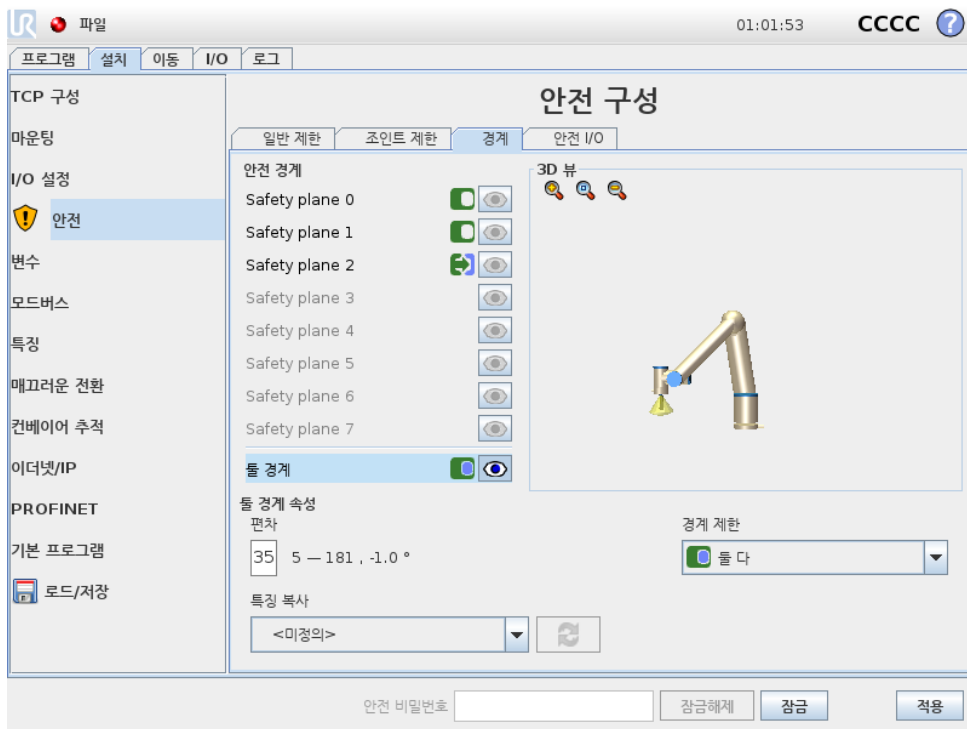 UR 파일 01:01:53 CCCC ?
프로그램 설치 이동 I/O 로그
TCP 구성
마운팅
I/O 설정
안전
변수
모드버스
특징
매끄러운 전환
컨베이어 추적
이더넷/IP
PROFINET
기본 프로그램
로드/저장
안전 구성
일반 제한 조인트 제한 경계 안전 I/O
안전 경계
Safety plane 0
Safety plane 1
Safety plane 2
Safety plane 3
Safety plane 4
Safety plane 5
Safety plane 6
Safety plane 7
툴 경계
3D 뷰
툴 경계 속성
편차
35 5 — 181 , -1.0 °
경계 제한
둘 다
특징 복사
<미정의>
안전 비밀번호 잠금해제 잠금 적용